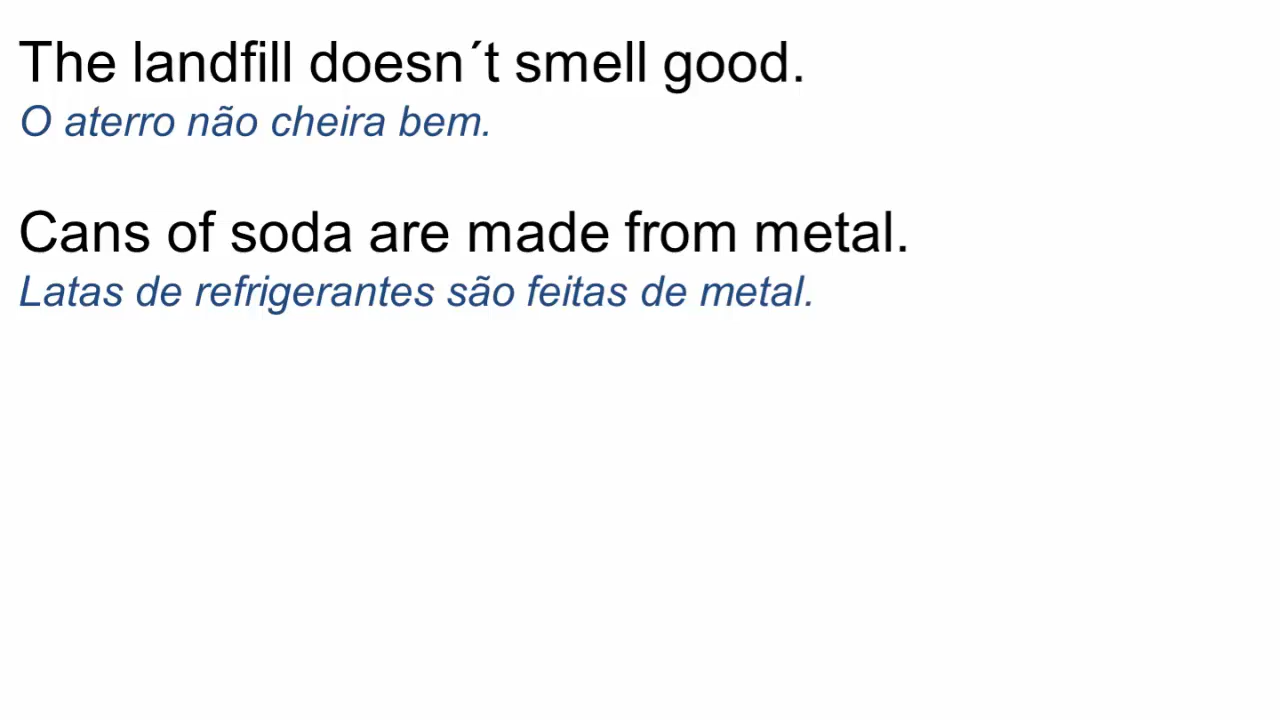 The landfill doesn´t smell good.
O aterro não cheira bem.
Cans of soda are made from metal.
Latas de refrigerantes são feitas de metal.